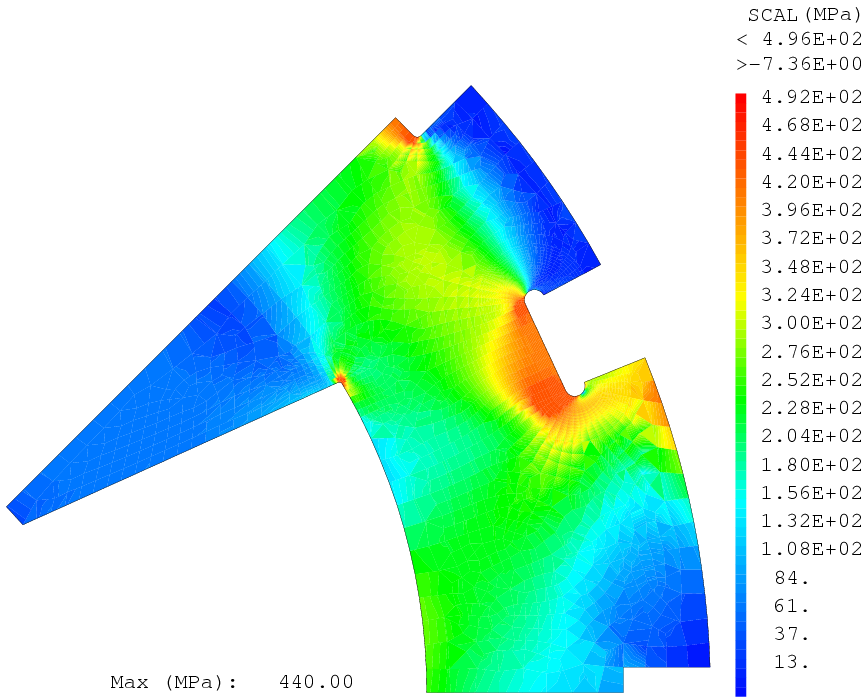 SCAL(MPa)
< 4.96E+02
>-7.36E+00
4.92E+02
4.68E+02
4.44E+02
4.20E+02
3.96E+02
3.72E+02
3.48E+02
3.24E+02
3.00E+02
2.76E+02
2.52E+02
2.28E+02
2.04E+02
1.80E+02
1.56E+02
1.32E+02
1.08E+02
84.
61.
37.
13.
Max (MPa): 440.00